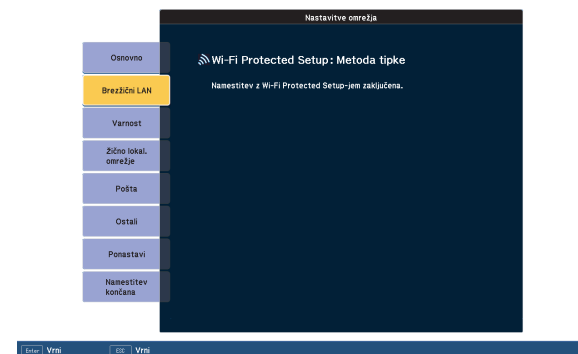 Nastavitve omrežja
Osnovno
Brezžični LAN
Varnost
Žično lokal.
omrežje
Pošta
Ostali
Ponastavi
Namestitev
končana
Wi-Fi Protected Setup: Metoda tipke
Namestitev z Wi-Fi Protected Setup-jem zaključena.
Enter Vrni ESC Vrni